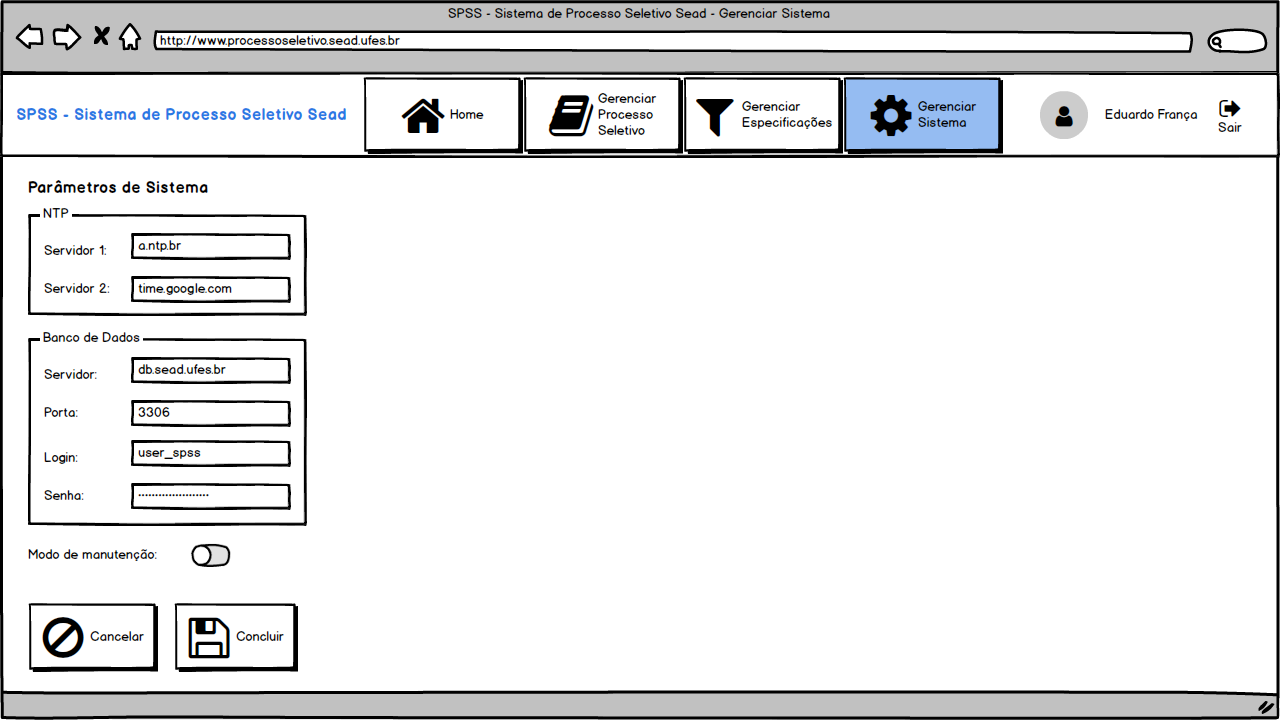 SPSS - Sistema de Processo Seletivo Sead - Gerenciar Sistema
http://www.processoseletivo.sead.ufes.br
SPSS - Sistema de Processo Seletivo Sead
Home
Gerenciar
Processo
Seletivo
Gerenciar
Especificações
Gerenciar
Sistema
Eduardo França
Sair
Parâmetros de Sistema
NTP
Servidor 1:
a.ntp.br
Servidor 2:
time.google.com
Banco de Dados
Servidor:
db.sead.ufes.br
Porta:
3306
Login:
user_spss
Senha:
Modo de manutenção:
Cancelar
Concluir